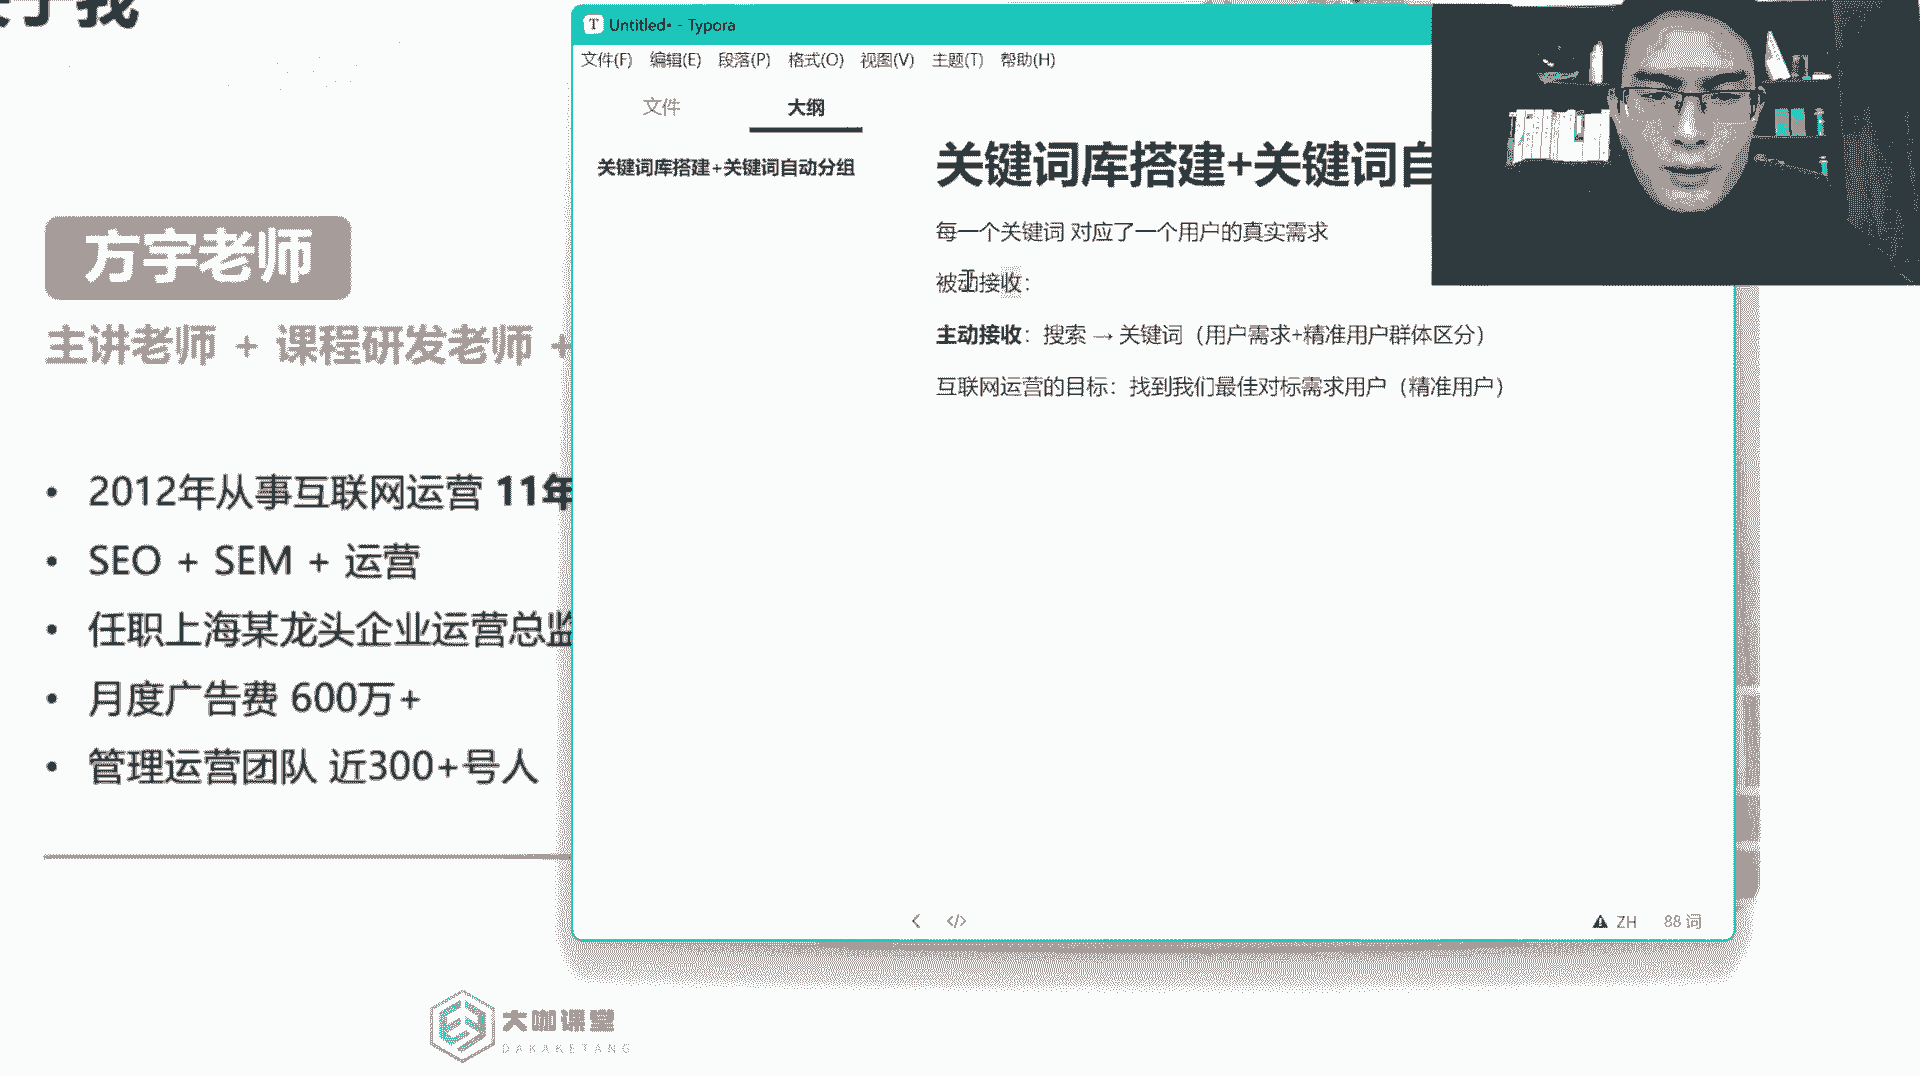 关于我
方宇老师
主讲老师 + 课程研发老师 +
• 2012年从事互联网运营 11年
• SEO + SEM + 运营
• 任职上海某龙头企业运营总监
• 月度广告费 600万+
• 管理运营团队 近300+号人
大咖课堂
DAKAKETANG
Untitled• - Typora
文件(F) 编辑(E) 段落(P) 格式(O) 视图(V) 主题(T) 帮助(H)
文件 大纲
关键词库搭建+关键词自动分组
关键词库搭建+关键词自
每一个关键词 对应了一个用户的真实需求
被动接收：
主动接收：搜索 → 关键词（用户需求+精准用户群体区分）
互联网运营的目标：找到我们最佳对标需求用户（精准用户）
ZH 88 词